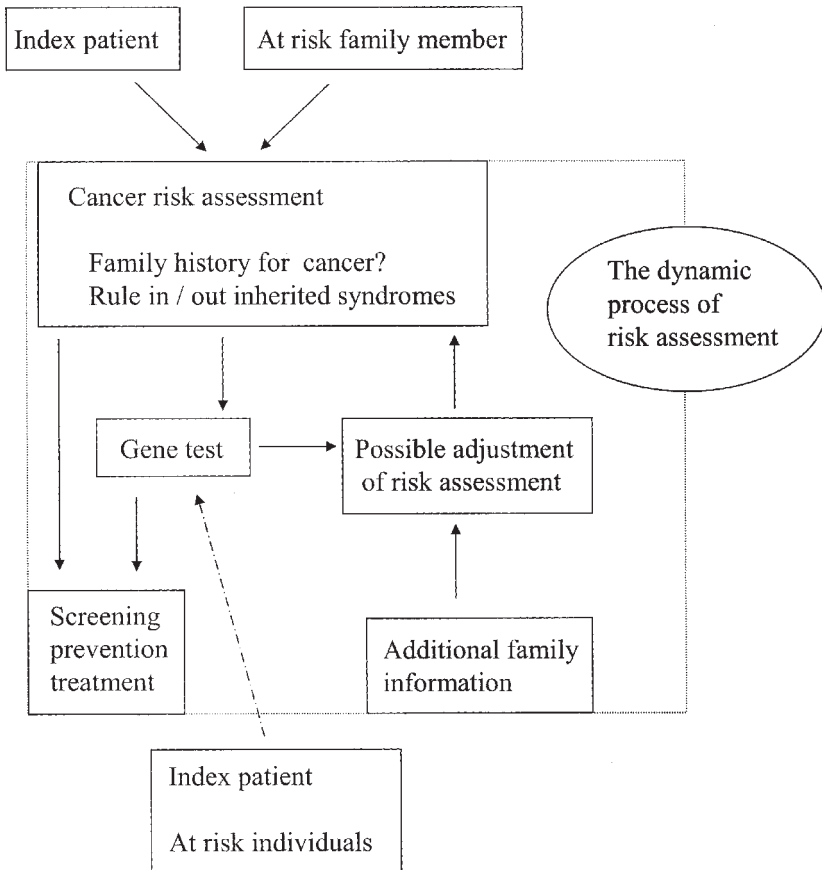 Index patient
At risk family member
Cancer risk assessment
Family history for cancer?
Rule in / out inherited syndromes
The dynamic
process of
risk assessment
Gene test
Possible adjustment
of risk assessment
Screening
prevention
treatment
Additional family
information
Index patient
At risk individuals